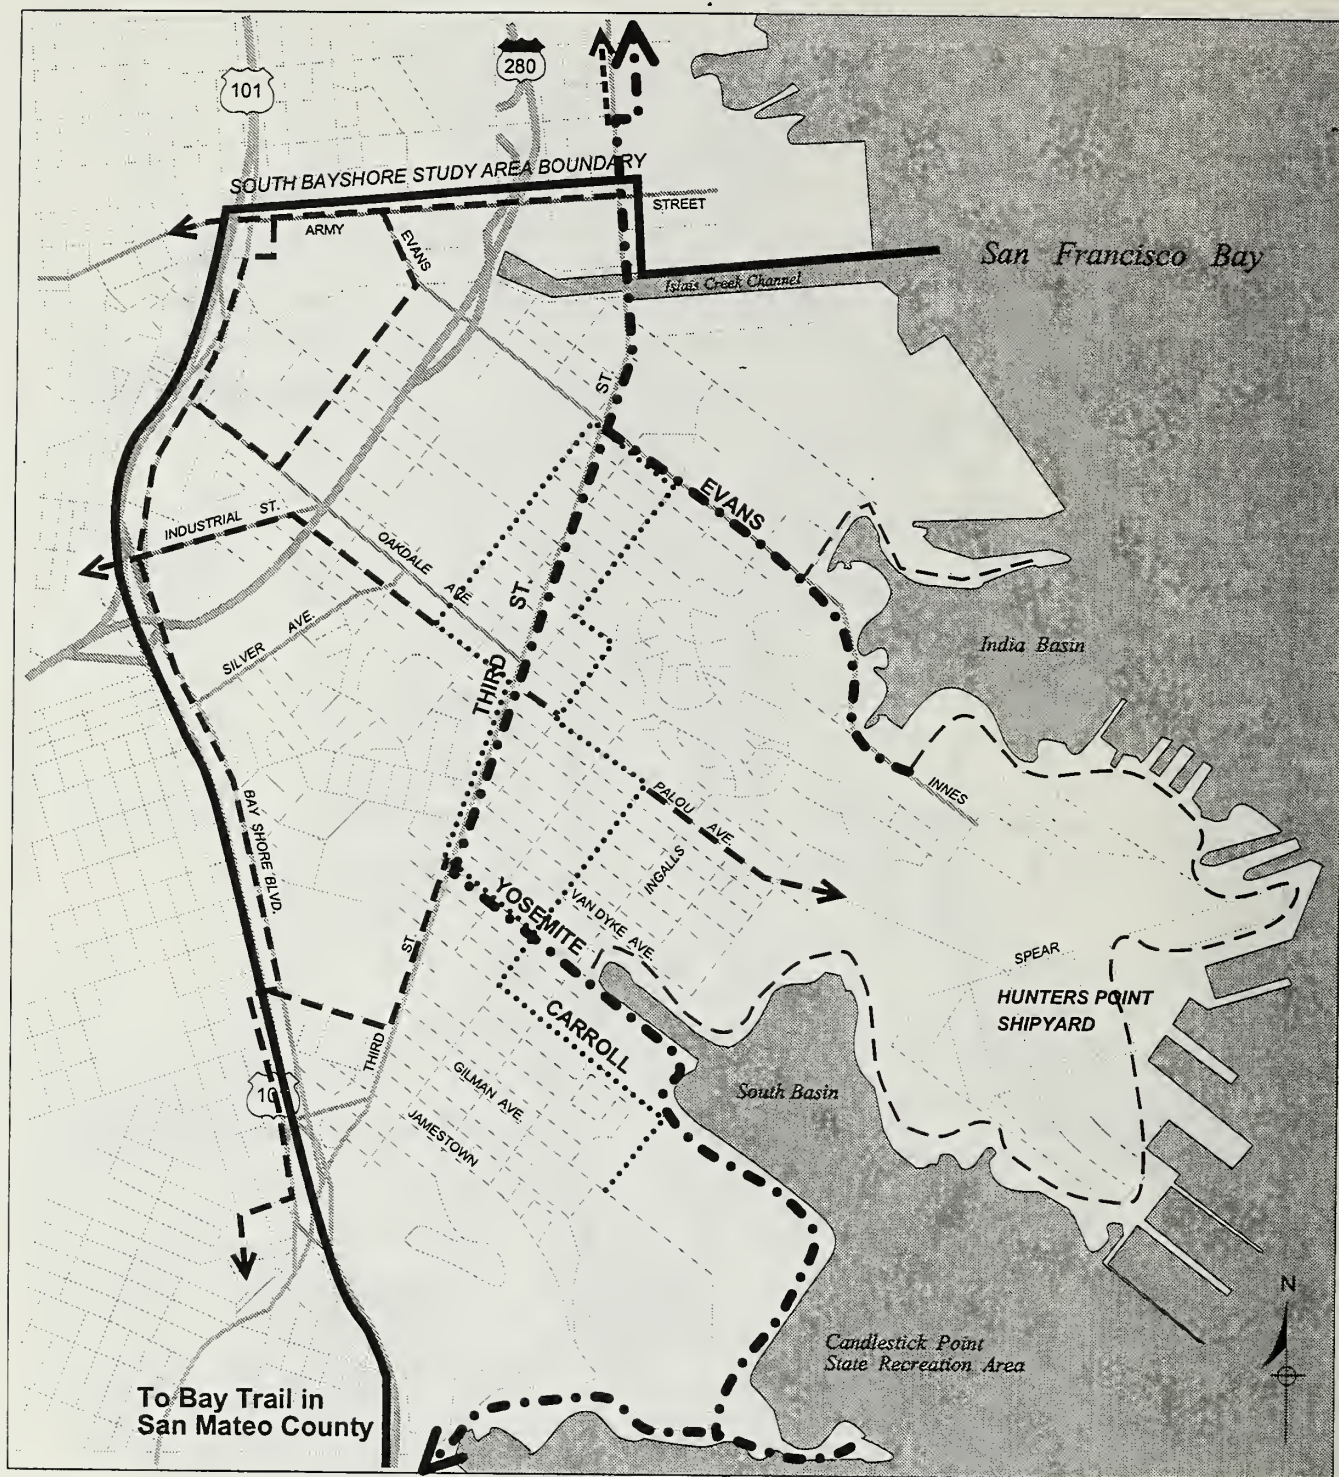 101
280
SOUTH BAYSHORE STUDY AREA BOUNDARY
STREET
ARMY
EVANS
San Francisco Bay
Islais Creek Channel
ST.
EVANS
INDUSTRIAL ST.
OAKDALE AVE.
ST.
SILVER AVE.
India Basin
THIRD
INNES
PALOU AVE.
BAY SHORE BLVD.
INGALLS
YOSEMITE
VAN DYKE AVE.
ST.
SPEAR
HUNTERS POINT
SHIPYARD
CARROLL
THIRD
GILMAN AVE.
South Basin
10
JAMESTOWN
N
Candlestick Point
State Recreation Area
To Bay Trail in
San Mateo County